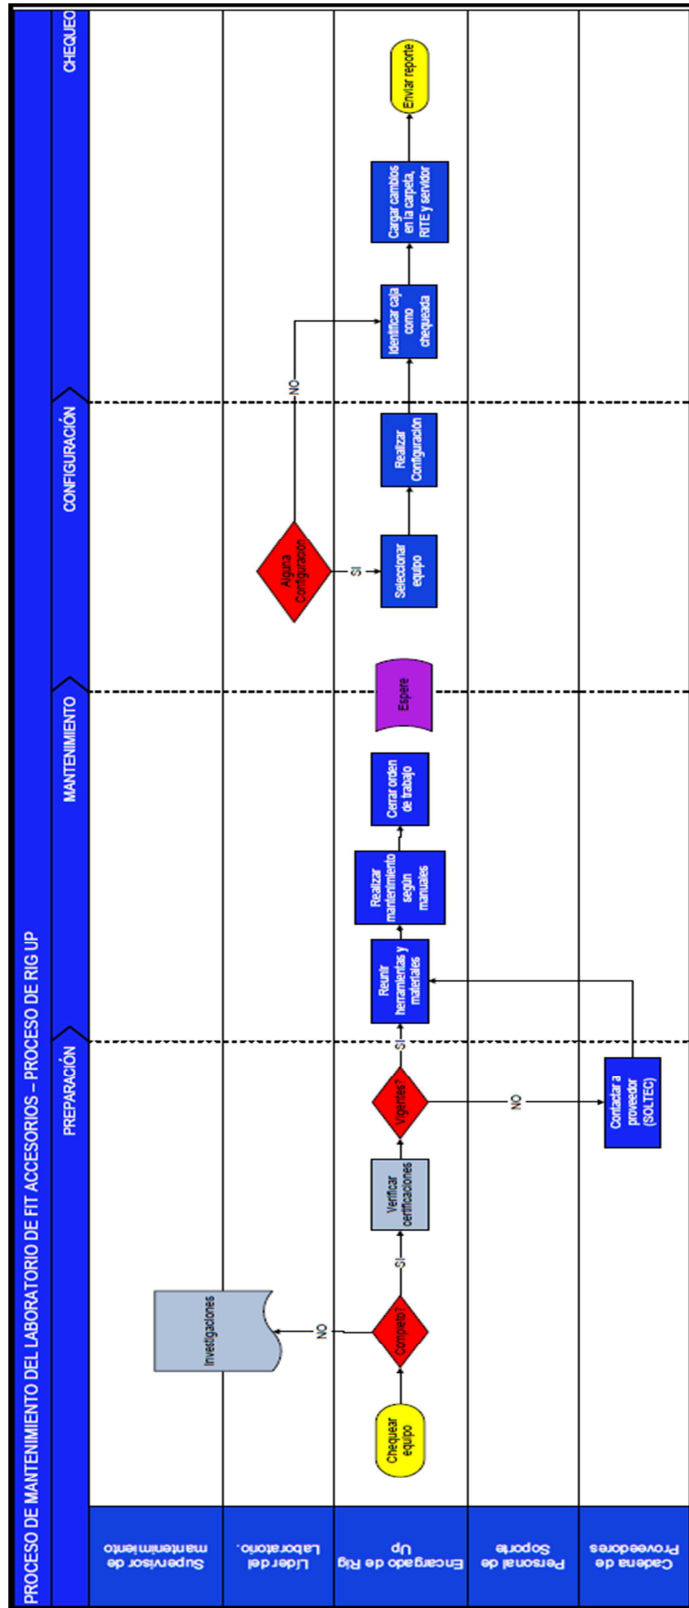 PROCESO DE MANTENIMIENTO DEL LABORATORIO DE FIT ACCESORIOS – PROCESO DE RIG UP
PREPARACIÓN
MANTENIMIENTO
CONFIGURACIÓN
CHEQUEO
Supervisor de
mantenimiento
Investigaciones
Líder del
Laboratorio.
NO
Alguna
Configuración
NO
SI
Encargado de Rig
Up
Chequear
equipo
Completo?
SI
Verificar
certificaciones
Vigentes?
SI
Reunir
herramientas y
materiales
Realizar
mantenimiento
según
manuales
Cerrar orden
de trabajo
Espere
Seleccionar
equipo
Realizar
Configuración
Identificar caja
como
chequeada
Cargar cambios
en la carpeta,
RITE y servidor
Enviar reporte
Personal de
Soporte
NO
Cadena de
Proveedores
Contactar a
proveedor
(SOLTEC)